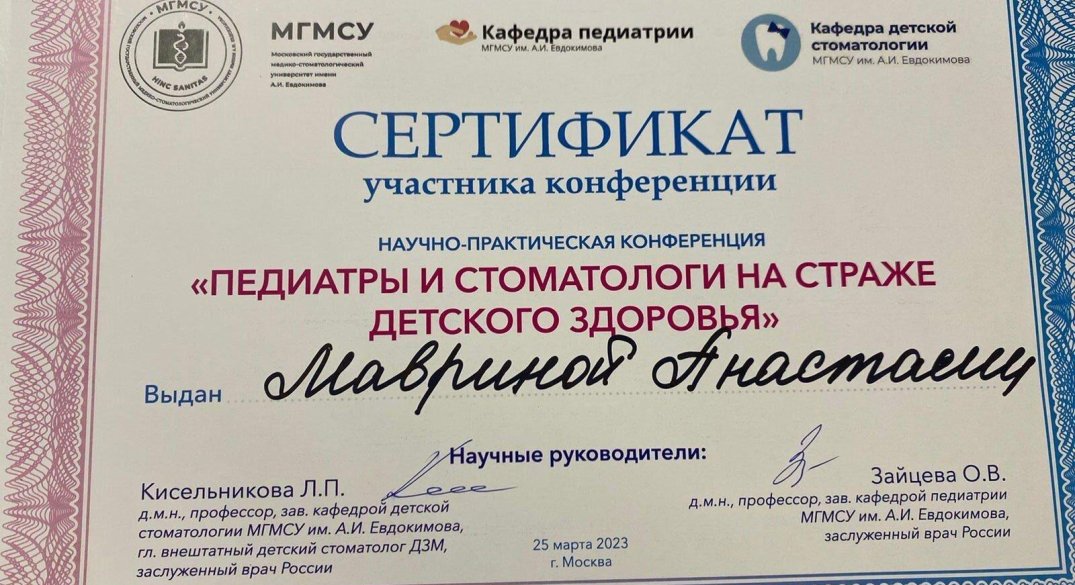 МГМСУ
HINC SANITAS
МГМСУ
Московский государственный
медико-стоматологический
университет имени
А.И. Евдокимова
Кафедра педиатрии
МГМСУ им. А.И. Евдокимова
Кафедра детской
стоматологии
МГМСУ им. А.И. Евдокимова
СЕРТИФИКАТ
участника конференции
НАУЧНО-ПРАКТИЧЕСКАЯ КОНФЕРЕНЦИЯ
«ПЕДИАТРЫ И СТОМАТОЛОГИ НА СТРАЖЕ
ДЕТСКОГО ЗДОРОВЬЯ»
Выдан Мавриной Анастасии
Научные руководители:
Кисельникова Л.П.
д.м.н., профессор, зав. кафедрой детской
стоматологии МГМСУ им. А.И. Евдокимова,
гл. внештатный детский стоматолог ДЗМ,
заслуженный врач России
Зайцева О.В.
д.м.н., профессор, зав. кафедрой педиатрии
МГМСУ им. А.И. Евдокимова,
заслуженный врач России
25 марта 2023
г. Москва